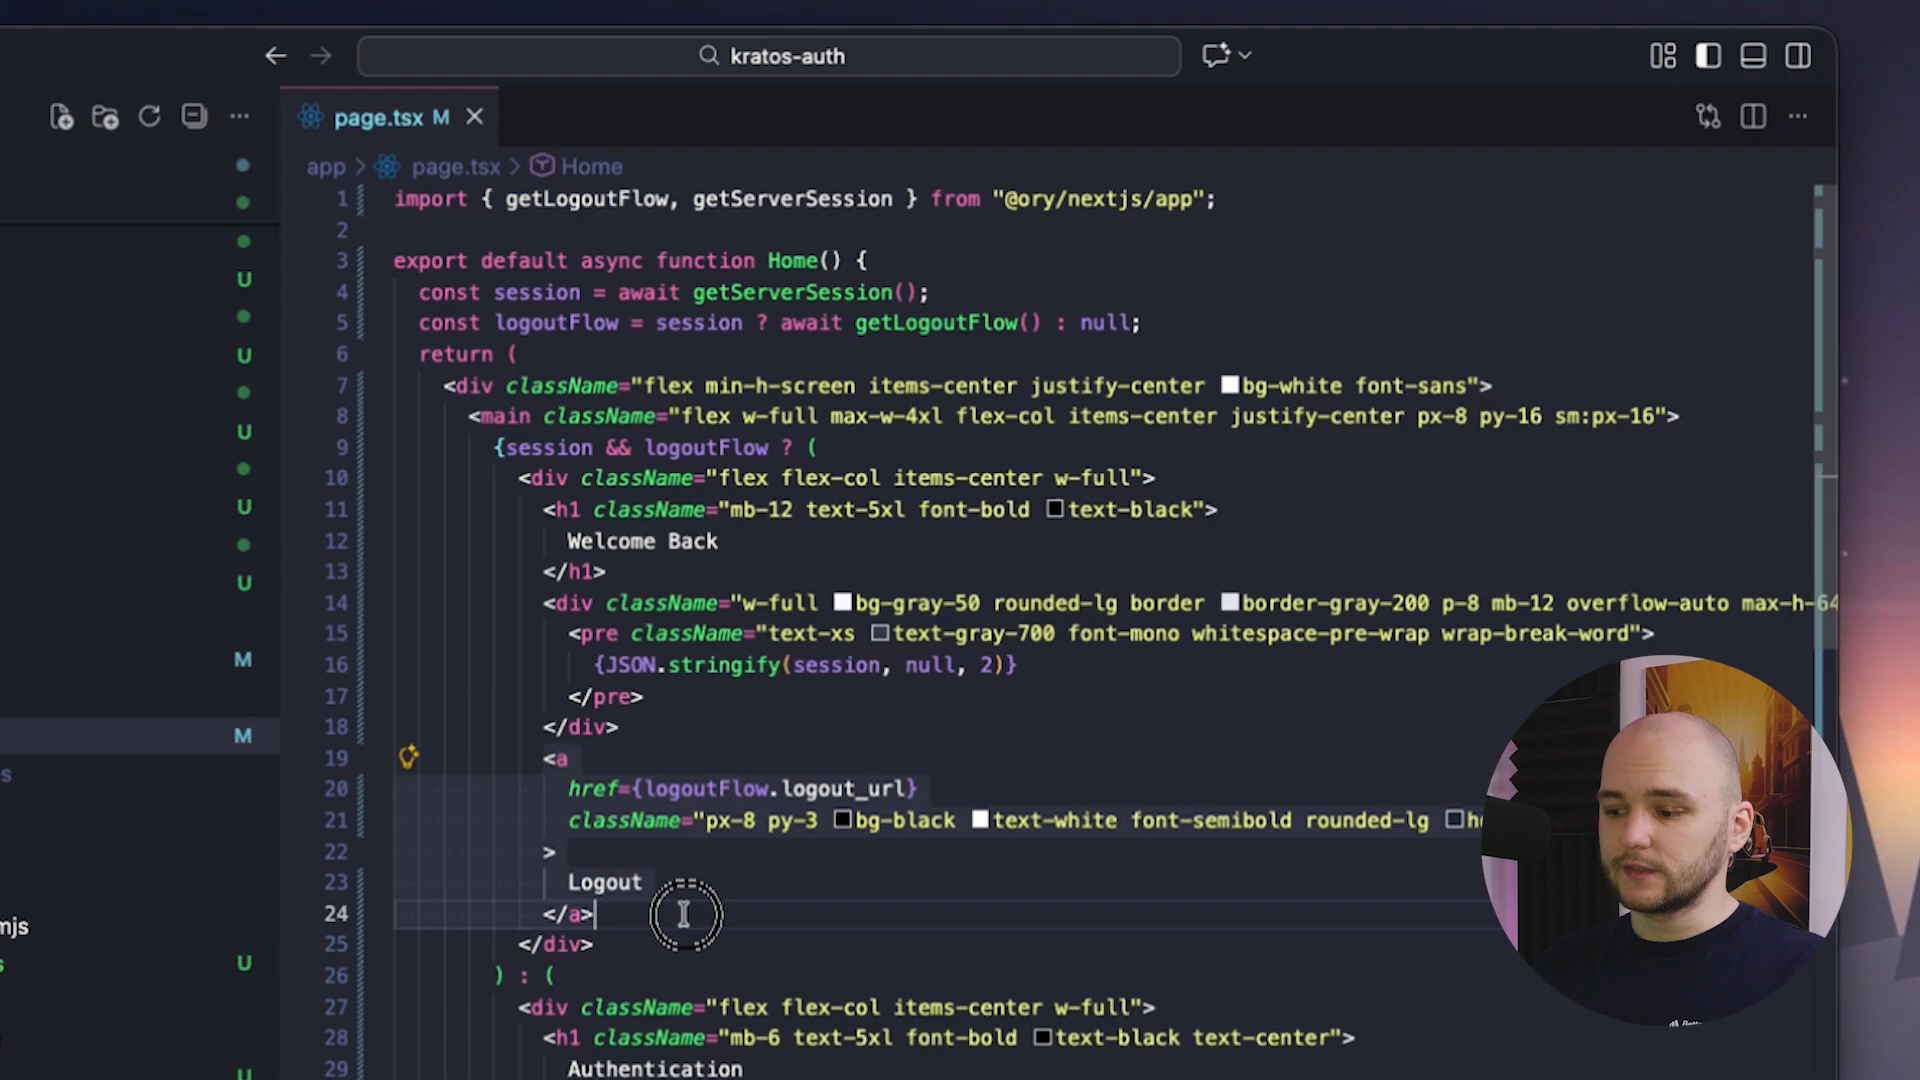 kratos-auth
page.tsx M
app > page.tsx > Home
1 import { getLogoutFlow, getServerSession } from "@ory/nextjs/app";
2
3 export default async function Home() {
4 const session = await getServerSession();
5 const logoutFlow = session ? await getLogoutFlow() : null;
6 return (
7 <div className="flex min-h-screen items-center justify-center bg-white font-sans">
8 <main className="flex w-full max-w-4xl flex-col items-center justify-center px-8 py-16 sm:px-16">
9 {session && logoutFlow ? (
10 <div className="flex flex-col items-center w-full">
11 <h1 className="mb-12 text-5xl font-bold text-black">
12 Welcome Back
13 </h1>
14 <div className="w-full bg-gray-50 rounded-lg border border-gray-200 p-8 mb-12 overflow-auto max-h-64
15 <pre className="text-xs text-gray-700 font-mono whitespace-pre-wrap wrap-break-word">
16 {JSON.stringify(session, null, 2)}
17 </pre>
18 </div>
19 <a
20 href={logoutFlow.logout_url}
21 className="px-8 py-3 bg-black text-white font-semibold rounded-lg
22 >
23 Logout
24 </a>
25 </div>
26 ) : (
27 <div className="flex flex-col items-center w-full">
28 <h1 className="mb-6 text-5xl font-bold text-black text-center">
29 Authentication
U
U
U
U
U
M
M
s
mjs
s
U
U